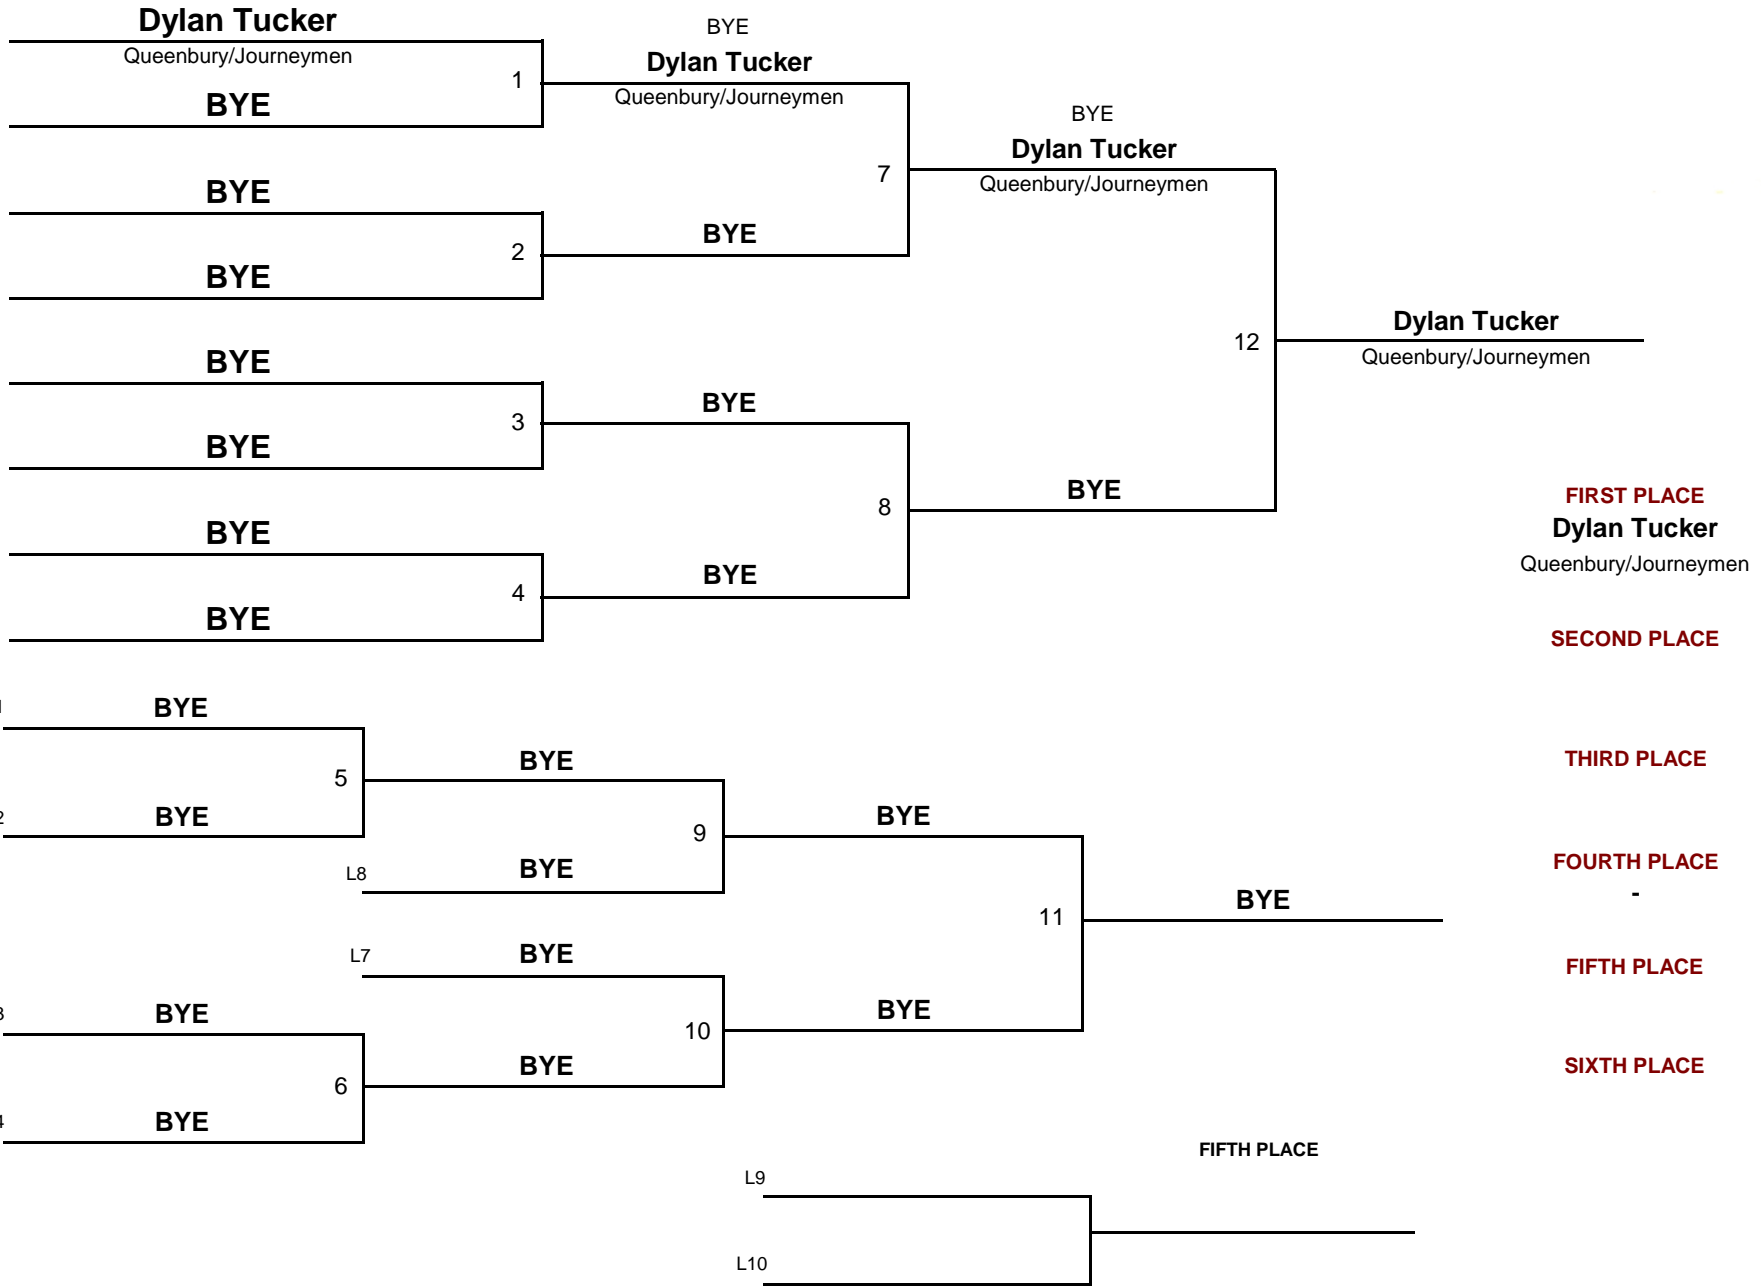 Dylan Tucker
Queenbury/Journeymen
BYE
1
BYE
Dylan Tucker
Queenbury/Journeymen
BYE
BYE
2
BYE
7
BYE
Dylan Tucker
Queenbury/Journeymen
BYE
BYE
3
BYE
BYE
BYE
4
BYE
8
BYE
12
Dylan Tucker
Queenbury/Journeymen
FIRST PLACE
Dylan Tucker
Queenbury/Journeymen
SECOND PLACE
THIRD PLACE
FOURTH PLACE
-
FIFTH PLACE
SIXTH PLACE
BYE
2
BYE
5
BYE
L8
BYE
9
BYE
L7
BYE
3
BYE
4
BYE
6
BYE
10
BYE
11
BYE
FIFTH PLACE
L9
L10